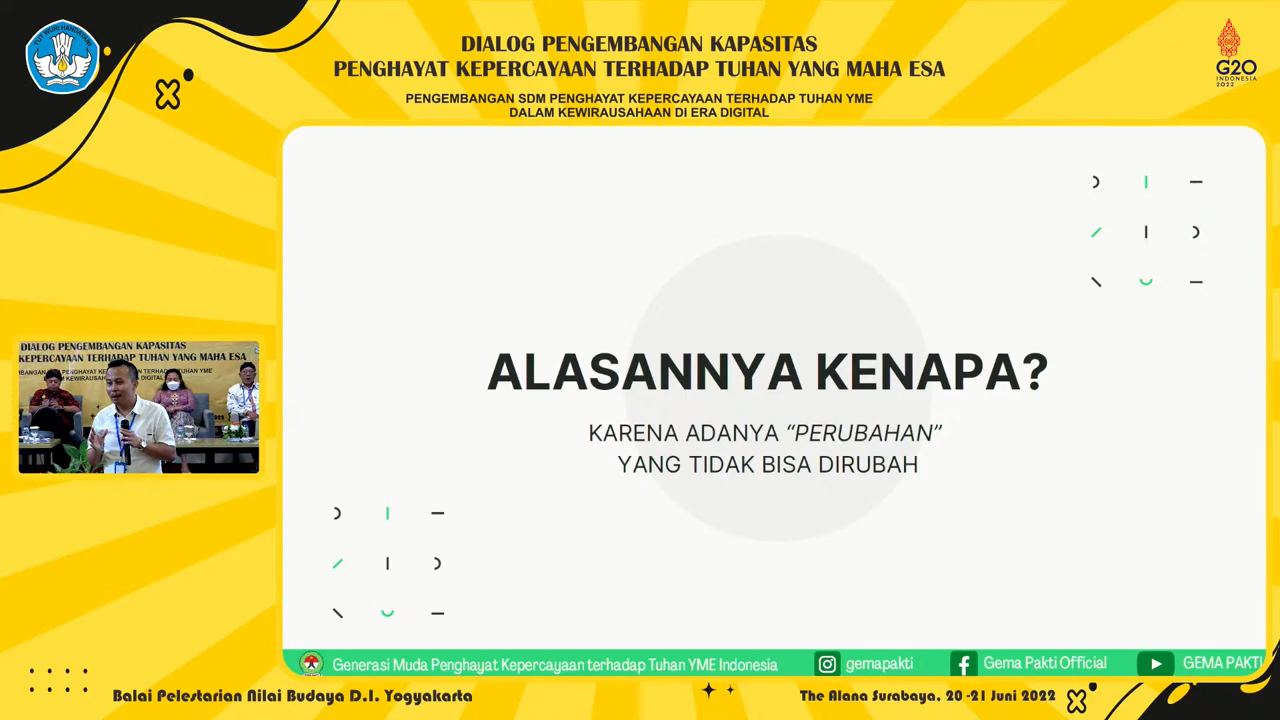 TUT WURI HANDAYANI
DIALOG PENGEMBANGAN KAPASITAS
PENGHAYAT KEPERCAYAAN TERHADAP TUHAN YANG MAHA ESA
PENGEMBANGAN SDM PENGHAYAT KEPERCAYAAN TERHADAP TUHAN YME
DALAM KEWIRAUSAHAAN DI ERA DIGITAL
G20
INDONESIA
2022
ALASANNYA KENAPA?
KARENA ADANYA “PERUBAHAN”
YANG TIDAK BISA DIRUBAH
DIALOG PENGEMBANGAN KAPASITAS
KEPERCAYAAN TERHADAP TUHAN YANG MAHA ESA
Generasi Muda Penghayat Kepercayaan terhadap Tuhan YME Indonesia
gemapakti
Gema Pakti Official
GEMA PAKTI
Balai Pelestarian Nilai Budaya D.I. Yogyakarta
The Alana Surabaya, 20 -21 Juni 2022